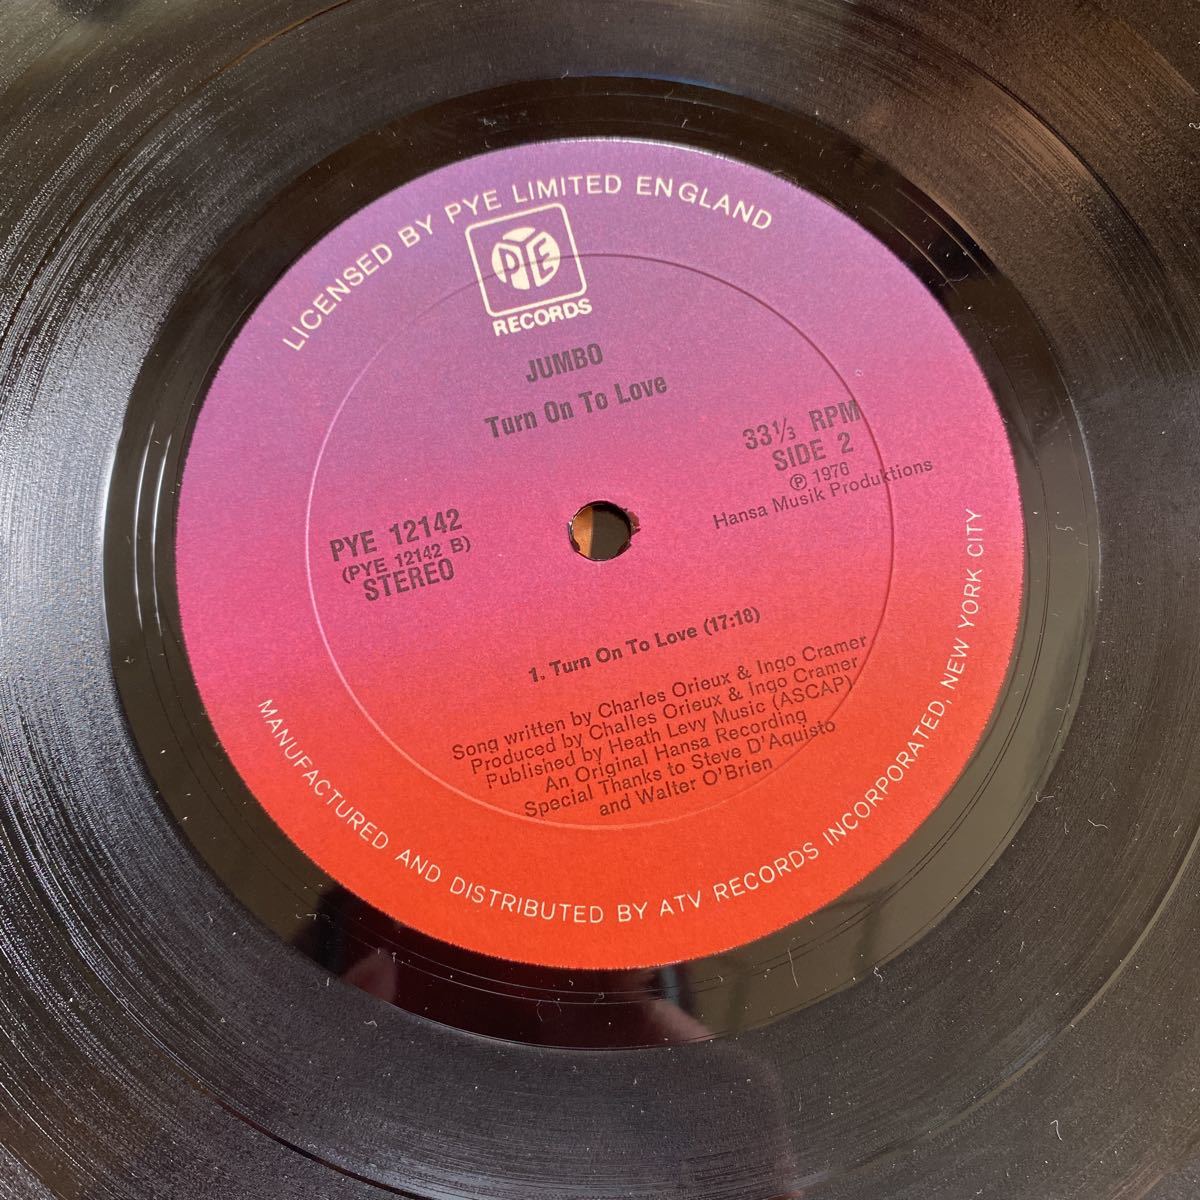 LICENSED BY PYE LIMITED ENGLAND
PYE
RECORDS
JUMBO
Turn On To Love
33⅓ RPM
SIDE 2
℗ 1976
Hansa Musik Produktions
PYE 12142
(PYE 12142 B)
STEREO
1. Turn On To Love (17:18)
Song written by Charles Orieux & Ingo Cramer
Produced by Challes Orieux & Ingo Cramer
Published by Heath Levy Music (ASCAP)
An Original Hansa Recording
Special Thanks to Steve D'Aquisto
and Walter O'Brien
MANUFACTURED AND DISTRIBUTED BY ATV RECORDS INCORPORATED, NEW YORK CITY